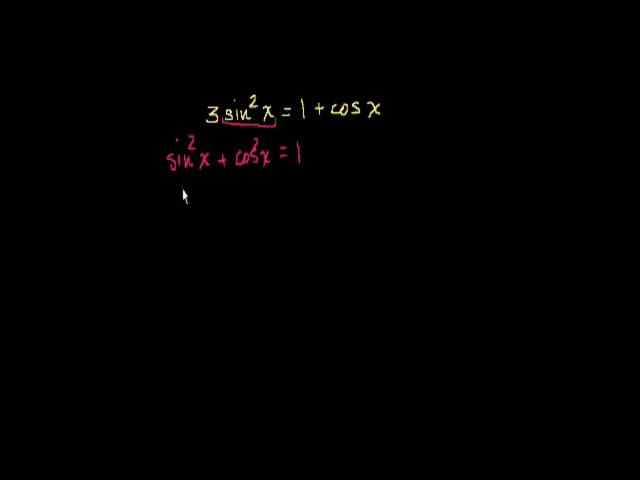 3 sin²x = 1 + cos x
sin²x + cos²x = 1